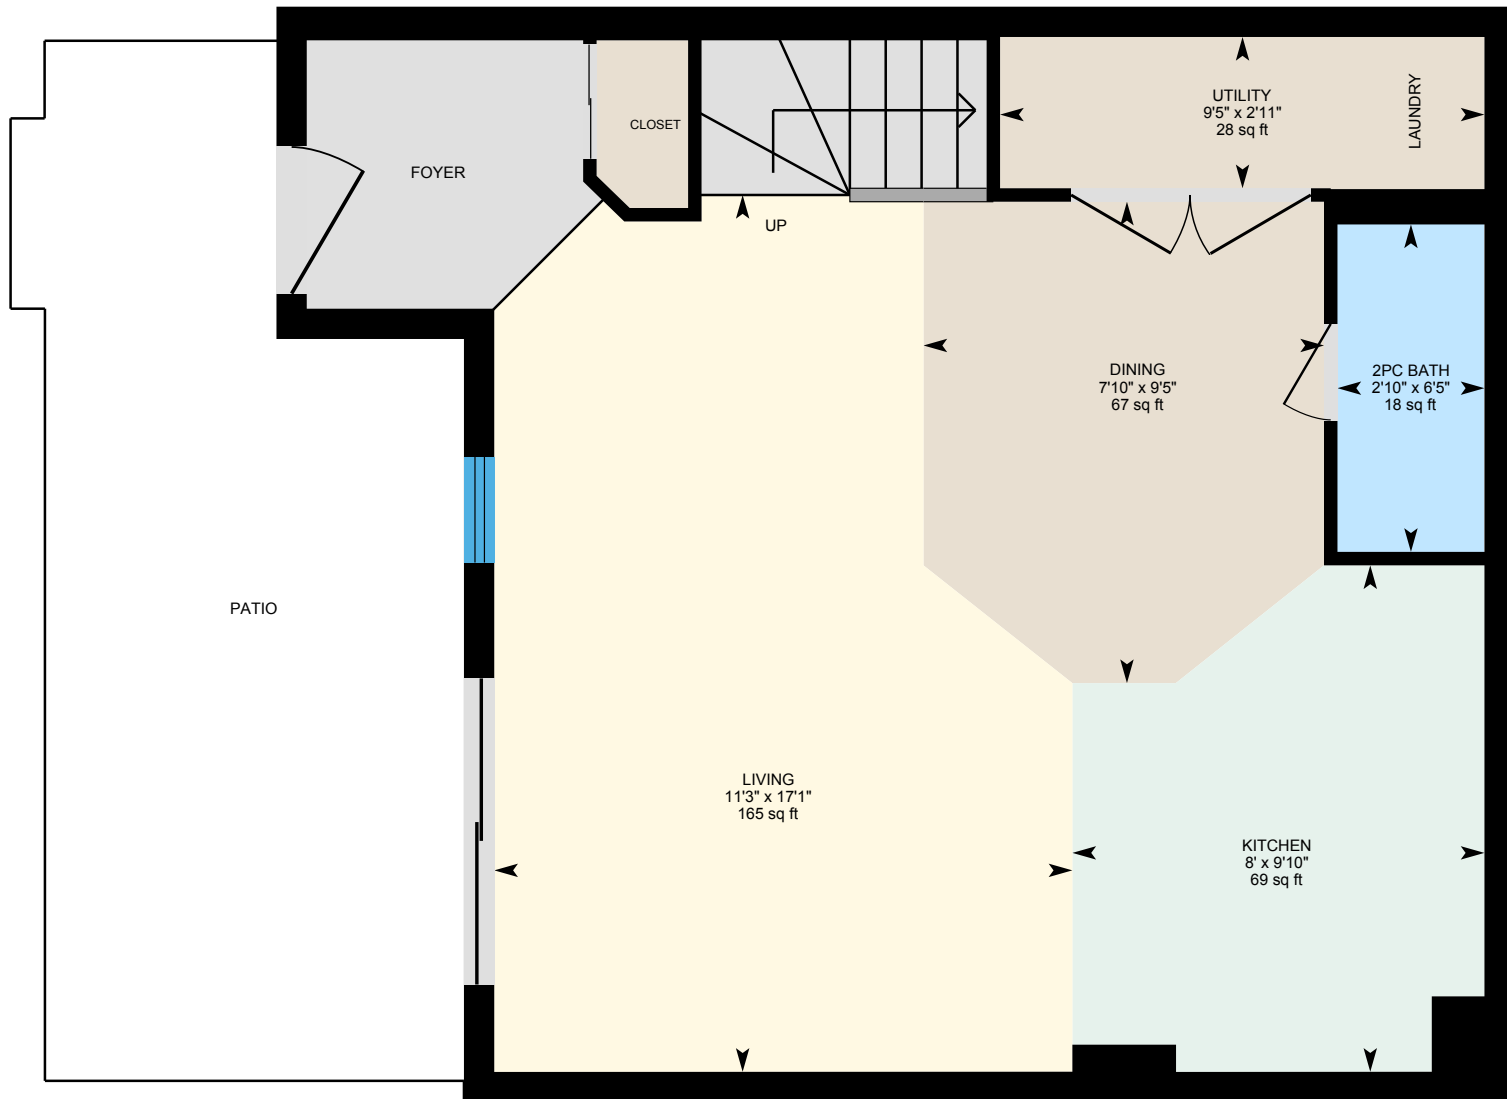 UTILITY
9'5" x 2'11"
28 sq ft
LAUNDRY
CLOSET
FOYER
UP
DINING
7'10" x 9'5"
67 sq ft
2PC BATH
2'10" x 6'5"
18 sq ft
PATIO
LIVING
11'3" x 17'1"
165 sq ft
KITCHEN
8' x 9'10"
69 sq ft